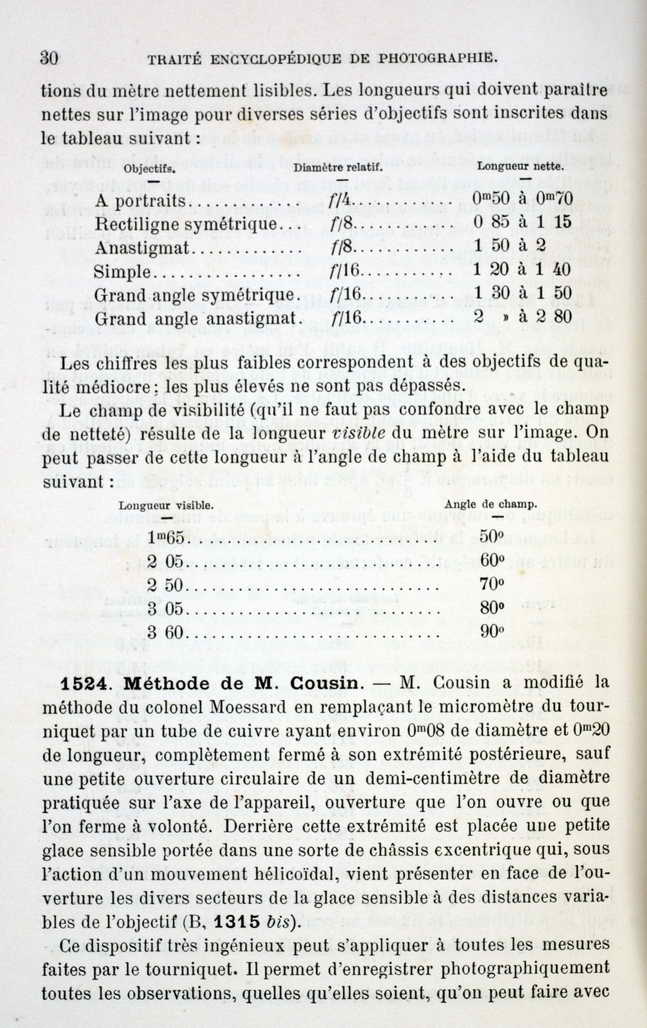 30 TRAITÉ ENCYCLOPÉDIQUE DE PHOTOGRAPHIE.
tions du mètre nettement lisibles. Les longueurs qui doivent paraître
nettes sur l'image pour diverses séries d'objectifs sont inscrites dans
le tableau suivant :
Objectifs. Diamètre relatif. Longueur nette.
A portraits............. f/4............ 0m50 à 0m70
Rectiligne symétrique... f/8............ 0 85 à 1 15
Anastigmat............. f/8............ 1 50 à 2
Simple................. f/16........... 1 20 à 1 40
Grand angle symétrique. f/16........... 1 30 à 1 50
Grand angle anastigmat. f/16........... 2 » à 2 80
Les chiffres les plus faibles correspondent à des objectifs de qua-
lité médiocre; les plus élevés ne sont pas dépassés.
Le champ de visibilité (qu'il ne faut pas confondre avec le champ
de netteté) résulte de la longueur visible du mètre sur l'image. On
peut passer de cette longueur à l'angle de champ à l'aide du tableau
suivant :
Longueur visible. Angle de champ.
1m65............................. 50°
2 05............................. 60°
2 50............................. 70°
3 05............................. 80°
3 60............................. 90°
1524. Méthode de M. Cousin. — M. Cousin a modifié la
méthode du colonel Moessard en remplaçant le micromètre du tour-
niquet par un tube de cuivre ayant environ 0m08 de diamètre et 0m20
de longueur, complètement fermé à son extrémité postérieure, sauf
une petite ouverture circulaire de un demi-centimètre de diamètre
pratiquée sur l'axe de l'appareil, ouverture que l'on ouvre ou que
l'on ferme à volonté. Derrière cette extrémité est placée une petite
glace sensible portée dans une sorte de châssis excentrique qui, sous
l'action d'un mouvement hélicoïdal, vient présenter en face de l'ou-
verture les divers secteurs de la glace sensible à des distances varia-
bles de l'objectif (B, 1315 bis).
Ce dispositif très ingénieux peut s'appliquer à toutes les mesures
faites par le tourniquet. Il permet d'enregistrer photographiquement
toutes les observations, quelles qu'elles soient, qu'on peut faire avec